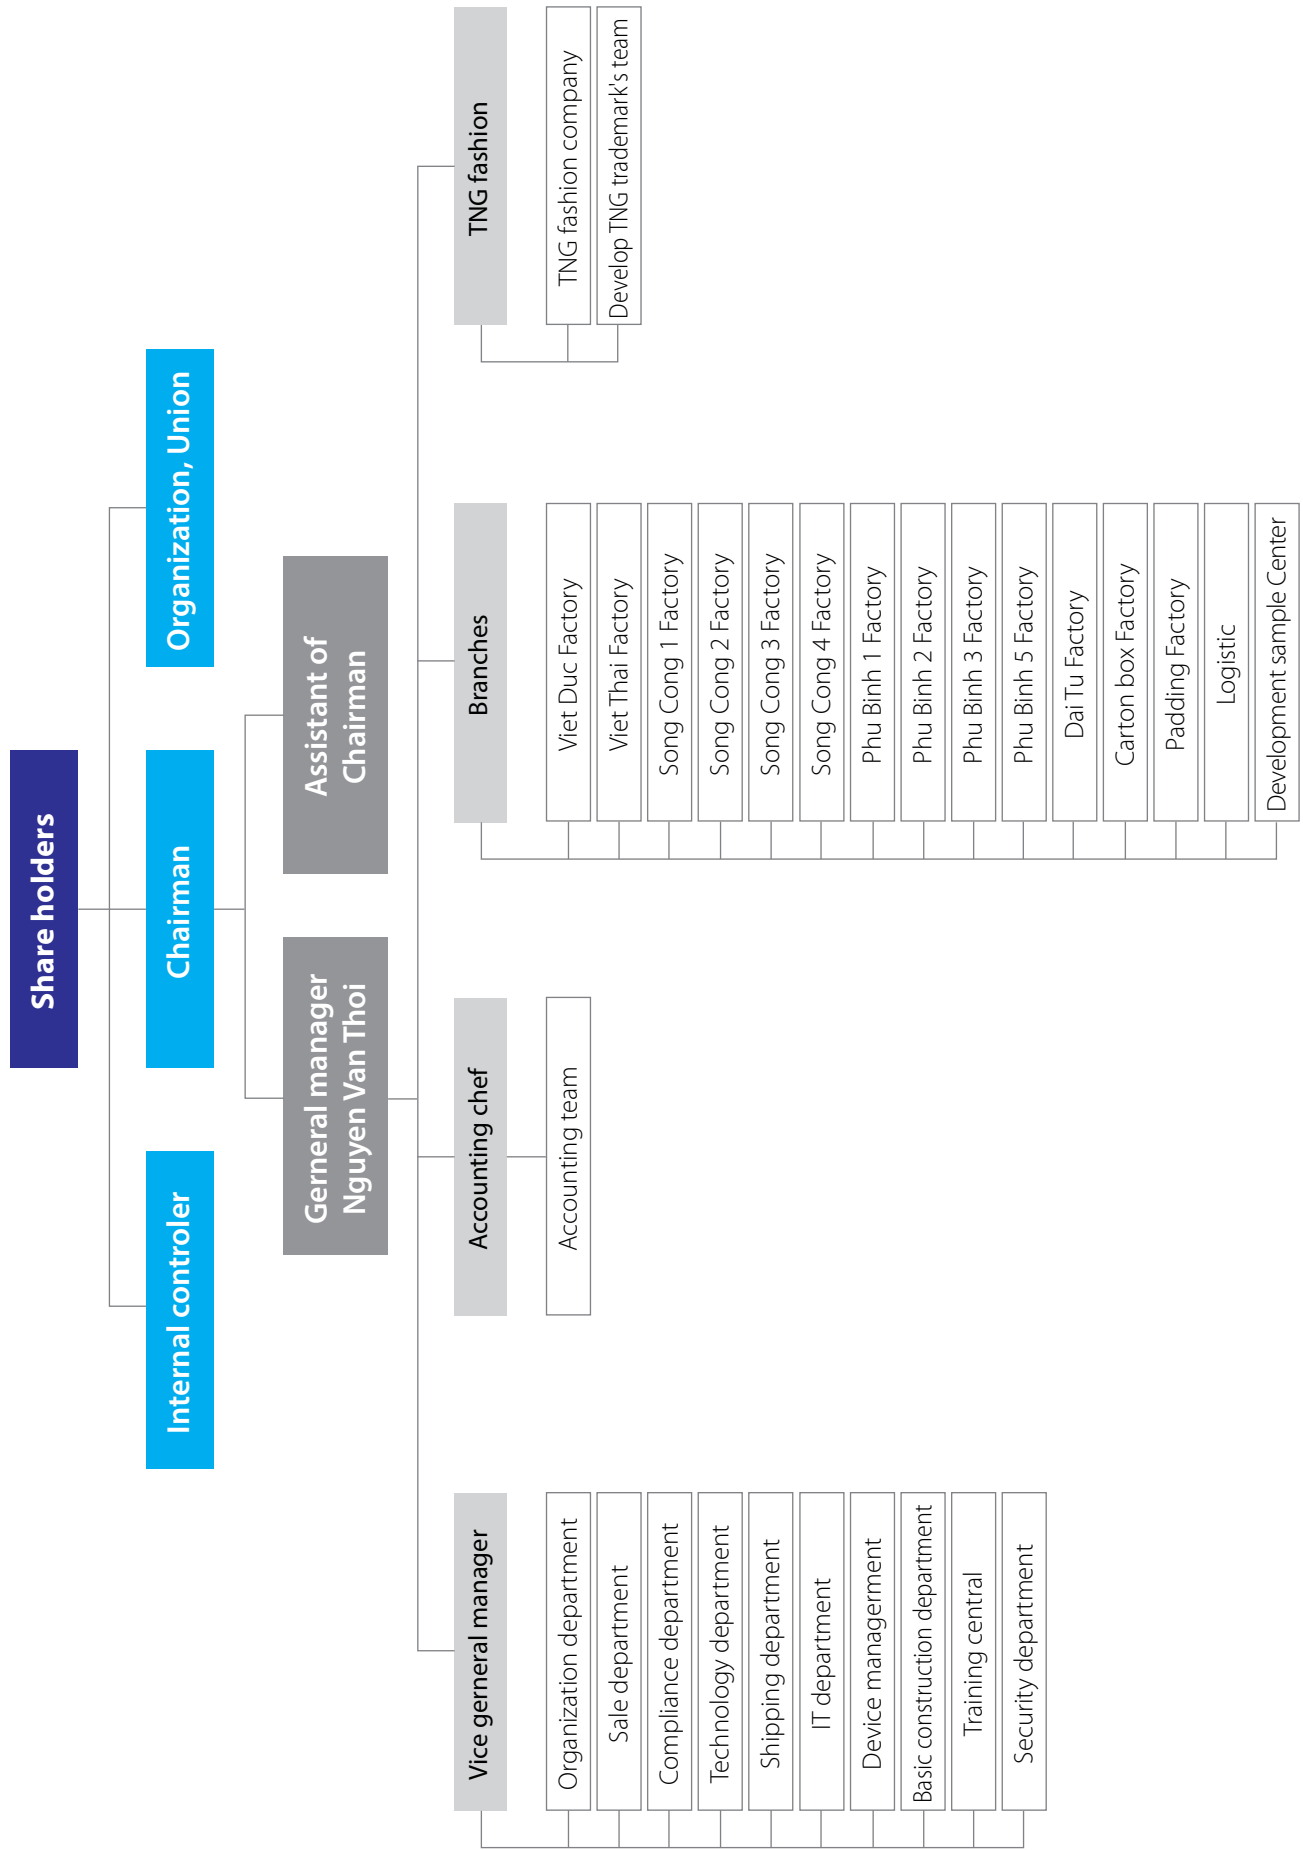 Share holders
Internal controler
Chairman
Organization, Union
Gerneral manager
Nguyen Van Thoi
Assistant of
Chairman
Vice gerneral manager
Organization department
Sale department
Compliance department
Technology department
Shipping department
IT department
Device managerment
Basic construction department
Training central
Security department
Accounting chef
Accounting team
Branches
Viet Duc Factory
Viet Thai Factory
Song Cong 1 Factory
Song Cong 2 Factory
Song Cong 3 Factory
Song Cong 4 Factory
Phu Binh 1 Factory
Phu Binh 2 Factory
Phu Binh 3 Factory
Phu Binh 5 Factory
Dai Tu Factory
Carton box Factory
Padding Factory
Logistic
Development sample Center
TNG fashion
TNG fashion company
Develop TNG trademark's team